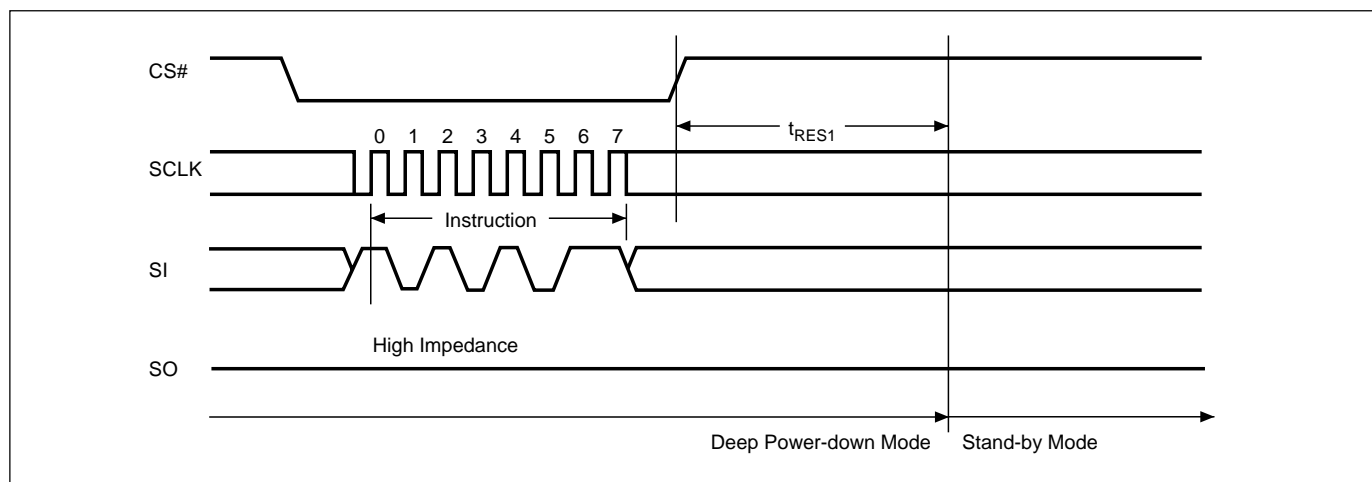 CS#
tRES1
0 1 2 3 4 5 6 7
SCLK
Instruction
SI
High Impedance
SO
Deep Power-down Mode Stand-by Mode